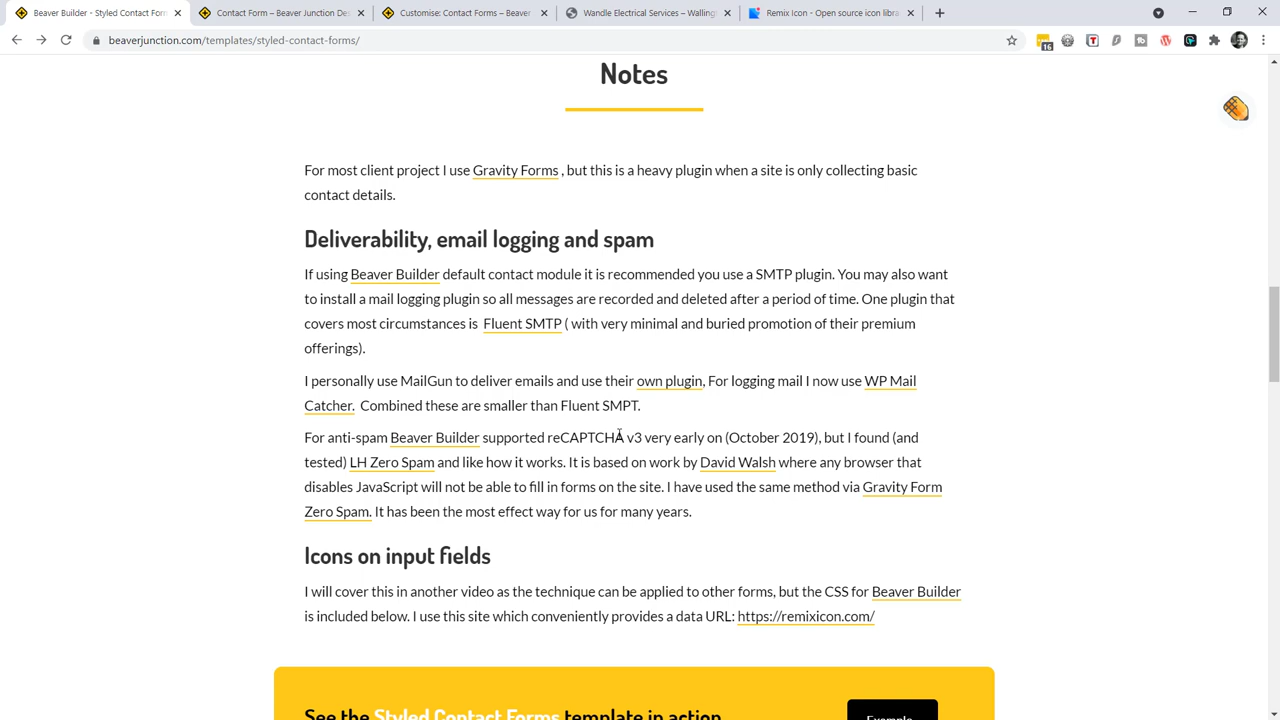 Beaver Builder - Styled Contact F
Contact Form – Beaver Junction De
Customise: Contact Forms – Beaver
Wandle Electrical Services – Walling
Remix Icon - Open source icon libra
beaverjunction.com/templates/styled-contact-forms/
16
Notes
For most client project I use Gravity Forms , but this is a heavy plugin when a site is only collecting basic
contact details.
Deliverability, email logging and spam
If using Beaver Builder default contact module it is recommended you use a SMTP plugin. You may also want
to install a mail logging plugin so all messages are recorded and deleted after a period of time. One plugin that
covers most circumstances is Fluent SMTP ( with very minimal and buried promotion of their premium
offerings).
I personally use MailGun to deliver emails and use their own plugin, For logging mail I now use WP Mail
Catcher. Combined these are smaller than Fluent SMPT.
For anti-spam Beaver Builder supported reCAPTCHA v3 very early on (October 2019), but I found (and
tested) LH Zero Spam and like how it works. It is based on work by David Walsh where any browser that
disables JavaScript will not be able to fill in forms on the site. I have used the same method via Gravity Form
Zero Spam. It has been the most effect way for us for many years.
Icons on input fields
I will cover this in another video as the technique can be applied to other forms, but the CSS for Beaver Builder
is included below. I use this site which conveniently provides a data URL: https://remixicon.com/
See the Styled Contact Forms template in action
Example